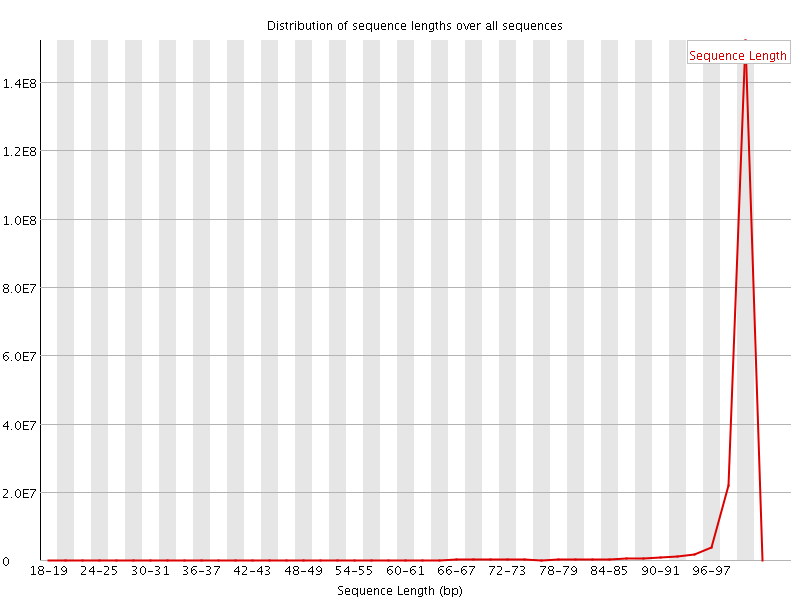 Distribution of sequence lengths over all sequences
Sequence Length
1.4E8
1.2E8
1.0E8
8.0E7
6.0E7
4.0E7
2.0E7
0
18-19 24-25 30-31 36-37 42-43 48-49 54-55 60-61 66-67 72-73 78-79 84-85 90-91 96-97
Sequence Length (bp)